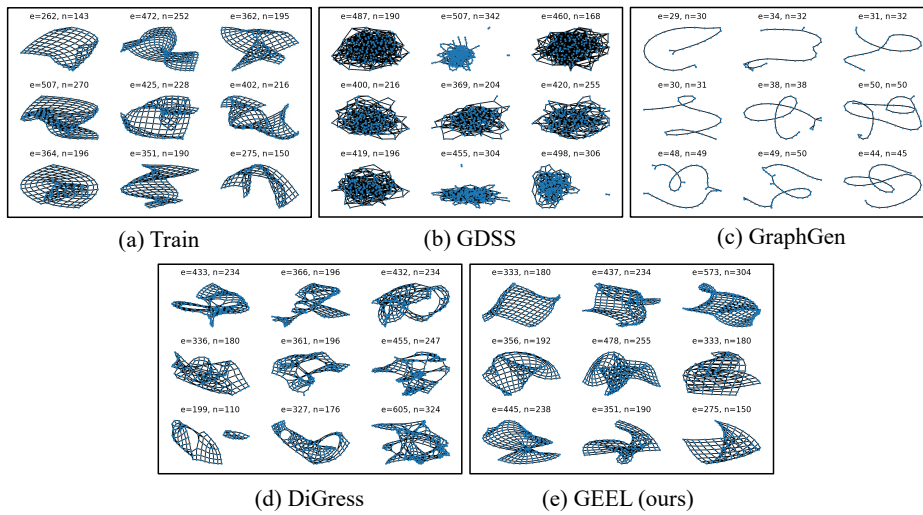 e=262, n=143 e=472, n=252 e=362, n=195
e=507, n=270 e=425, n=228 e=402, n=216
e=364, n=196 e=351, n=190 e=275, n=150
(a) Train
e=487, n=190 e=507, n=342 e=460, n=168
e=400, n=216 e=369, n=204 e=420, n=255
e=419, n=196 e=455, n=304 e=498, n=306
(b) GDSS
e=29, n=30 e=34, n=32 e=31, n=32
e=30, n=31 e=38, n=38 e=50, n=50
e=48, n=49 e=49, n=50 e=44, n=45
(c) GraphGen
e=433, n=234 e=366, n=196 e=432, n=234
e=336, n=180 e=361, n=196 e=455, n=247
e=199, n=110 e=327, n=176 e=605, n=324
(d) DiGress
e=333, n=180 e=437, n=234 e=573, n=304
e=356, n=192 e=478, n=255 e=333, n=180
e=445, n=238 e=351, n=190 e=275, n=150
(e) GEEL (ours)